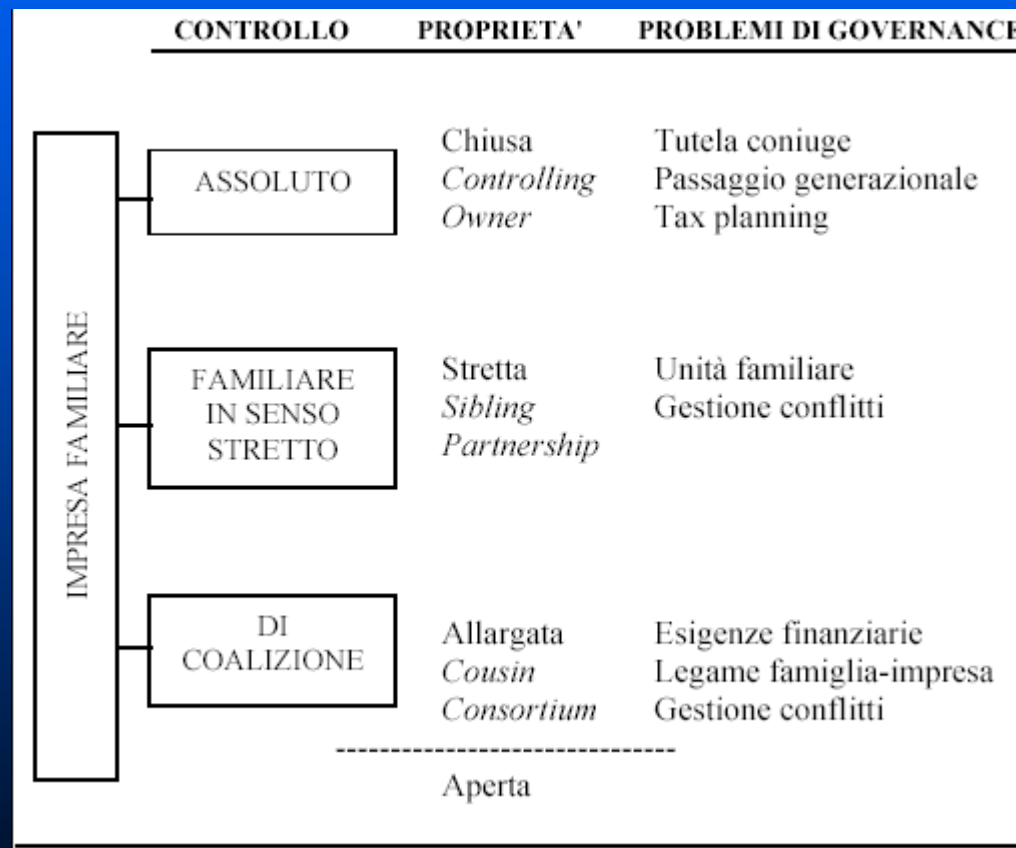 CONTROLLO PROPRIETA' PROBLEMI DI GOVERNANCE
IMPRESA FAMILIARE
ASSOLUTO
Chiusa Tutela coniuge
Controlling Passaggio generazionale
Owner Tax planning
FAMILIARE
IN SENSO
STRETTO
Stretta Unità familiare
Sibling Gestione conflitti
Partnership
DI
COALIZIONE
Allargata Esigenze finanziarie
Cousin Legame famiglia-impresa
Consortium Gestione conflitti
Aperta